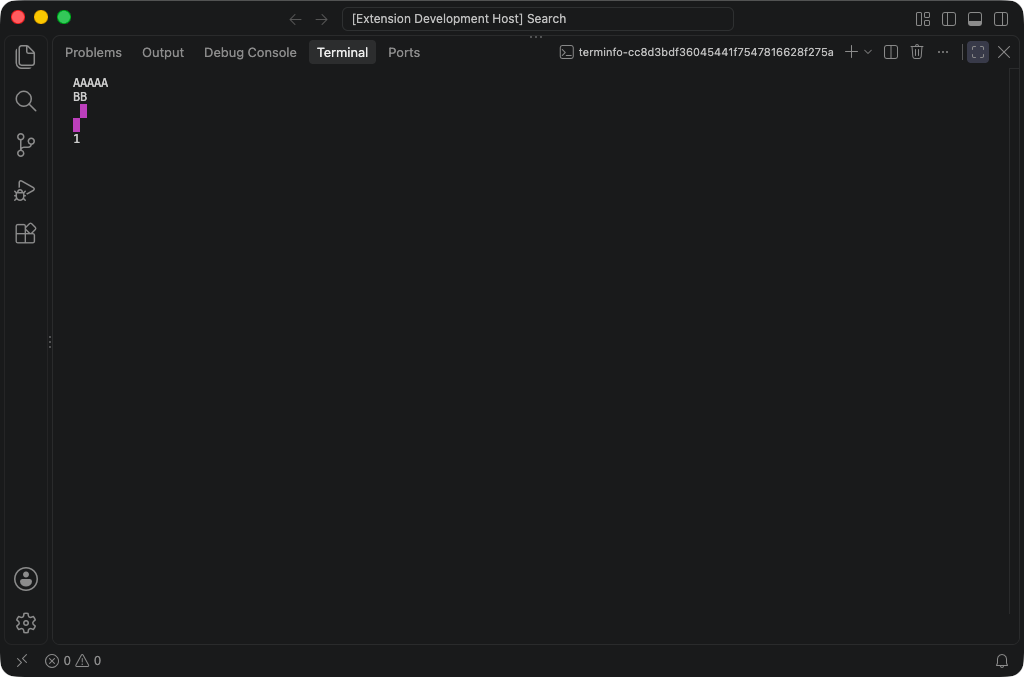 [Extension Development Host] Search
Problems Output Debug Console Terminal Ports terminfo-cc8d3bdf36045441f7547816628f275a
AAAAA
BB
1
0 0